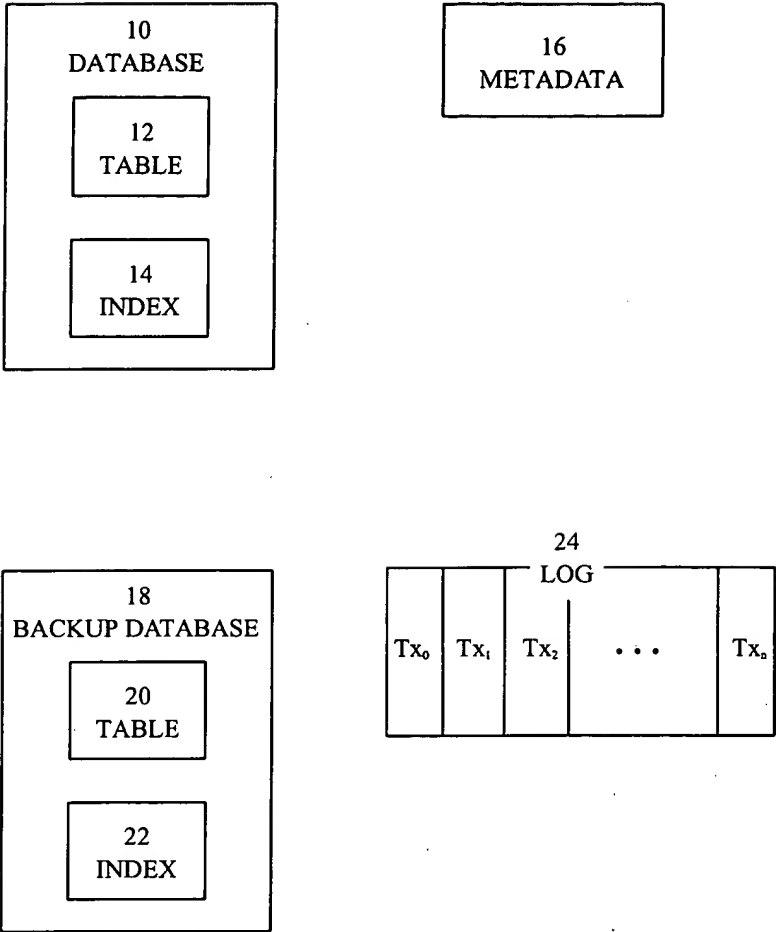 10
DATABASE
12
TABLE
14
INDEX
16
METADATA
18
BACKUP DATABASE
20
TABLE
22
INDEX
24
LOG
Tx₀ Tx₁ Tx₂ • • • Txₙ